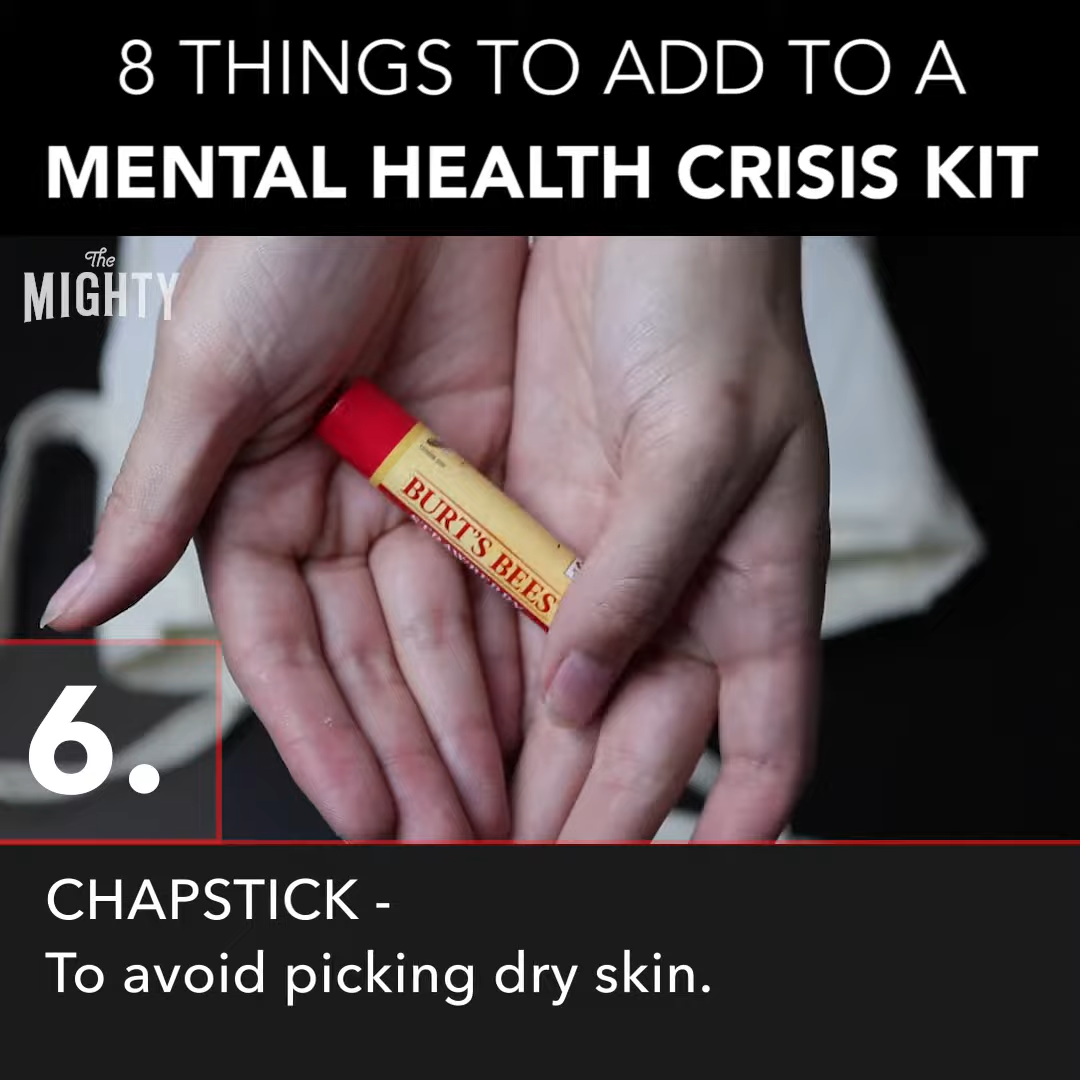 8 THINGS TO ADD TO A
MENTAL HEALTH CRISIS KIT
The
MIGHTY
BURT'S BEES
STRAWBERRY
6.
CHAPSTICK -
To avoid picking dry skin.